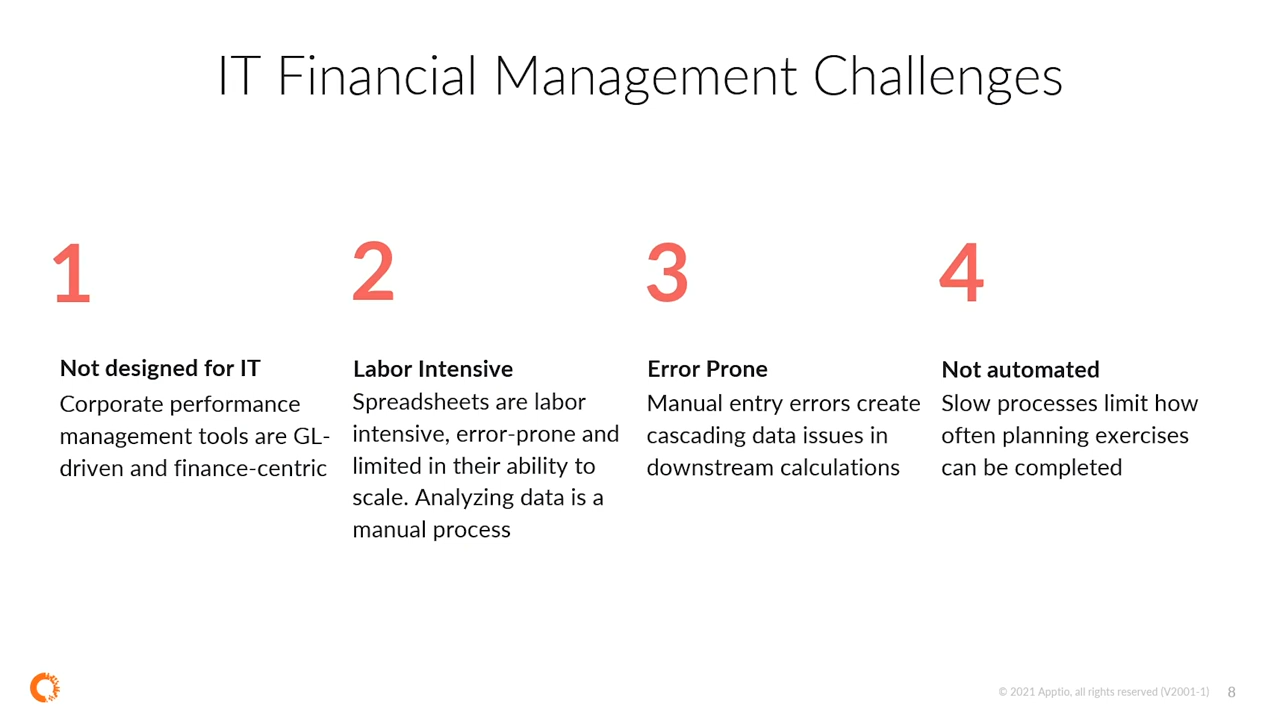 IT Financial Management Challenges
1
Not designed for IT
Corporate performance
management tools are GL-
driven and finance-centric
2
Labor Intensive
Spreadsheets are labor
intensive, error-prone and
limited in their ability to
scale. Analyzing data is a
manual process
3
Error Prone
Manual entry errors create
cascading data issues in
downstream calculations
4
Not automated
Slow processes limit how
often planning exercises
can be completed
© 2021 Apptio, all rights reserved (V2001-1) 8